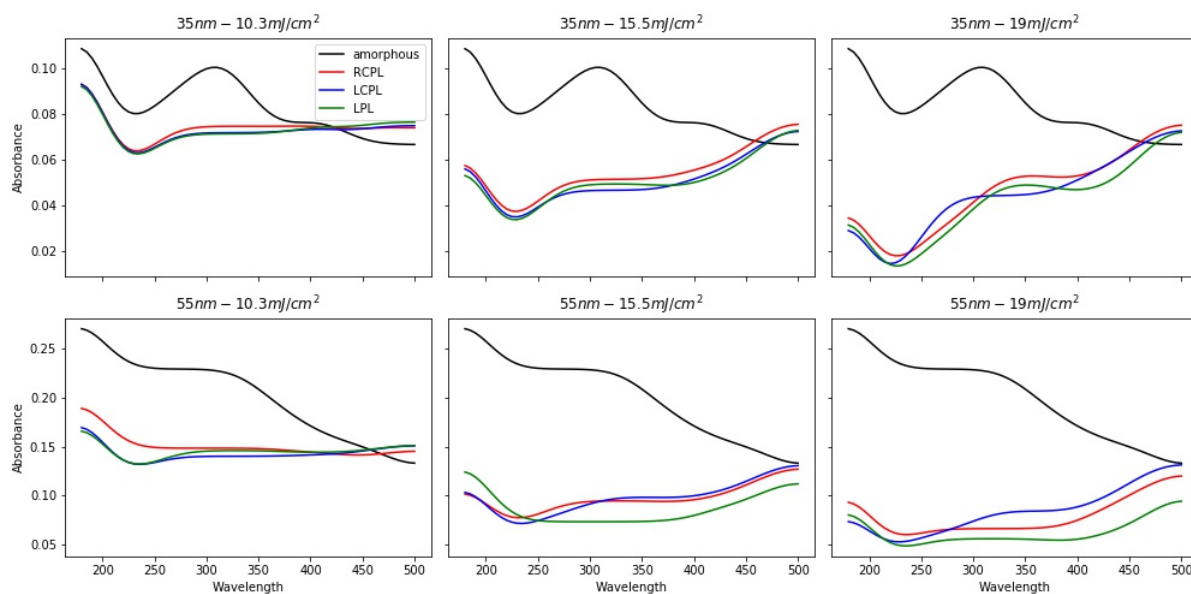 35nm − 10.3mJ/cm²
35nm − 15.5mJ/cm²
35nm − 19mJ/cm²
amorphous
RCPL
LCPL
LPL
Absorbance
0.10
0.08
0.06
0.04
0.02
55nm − 10.3mJ/cm²
55nm − 15.5mJ/cm²
55nm − 19mJ/cm²
Absorbance
0.25
0.20
0.15
0.10
0.05
200 250 300 350 400 450 500
200 250 300 350 400 450 500
200 250 300 350 400 450 500
Wavelength
Wavelength
Wavelength